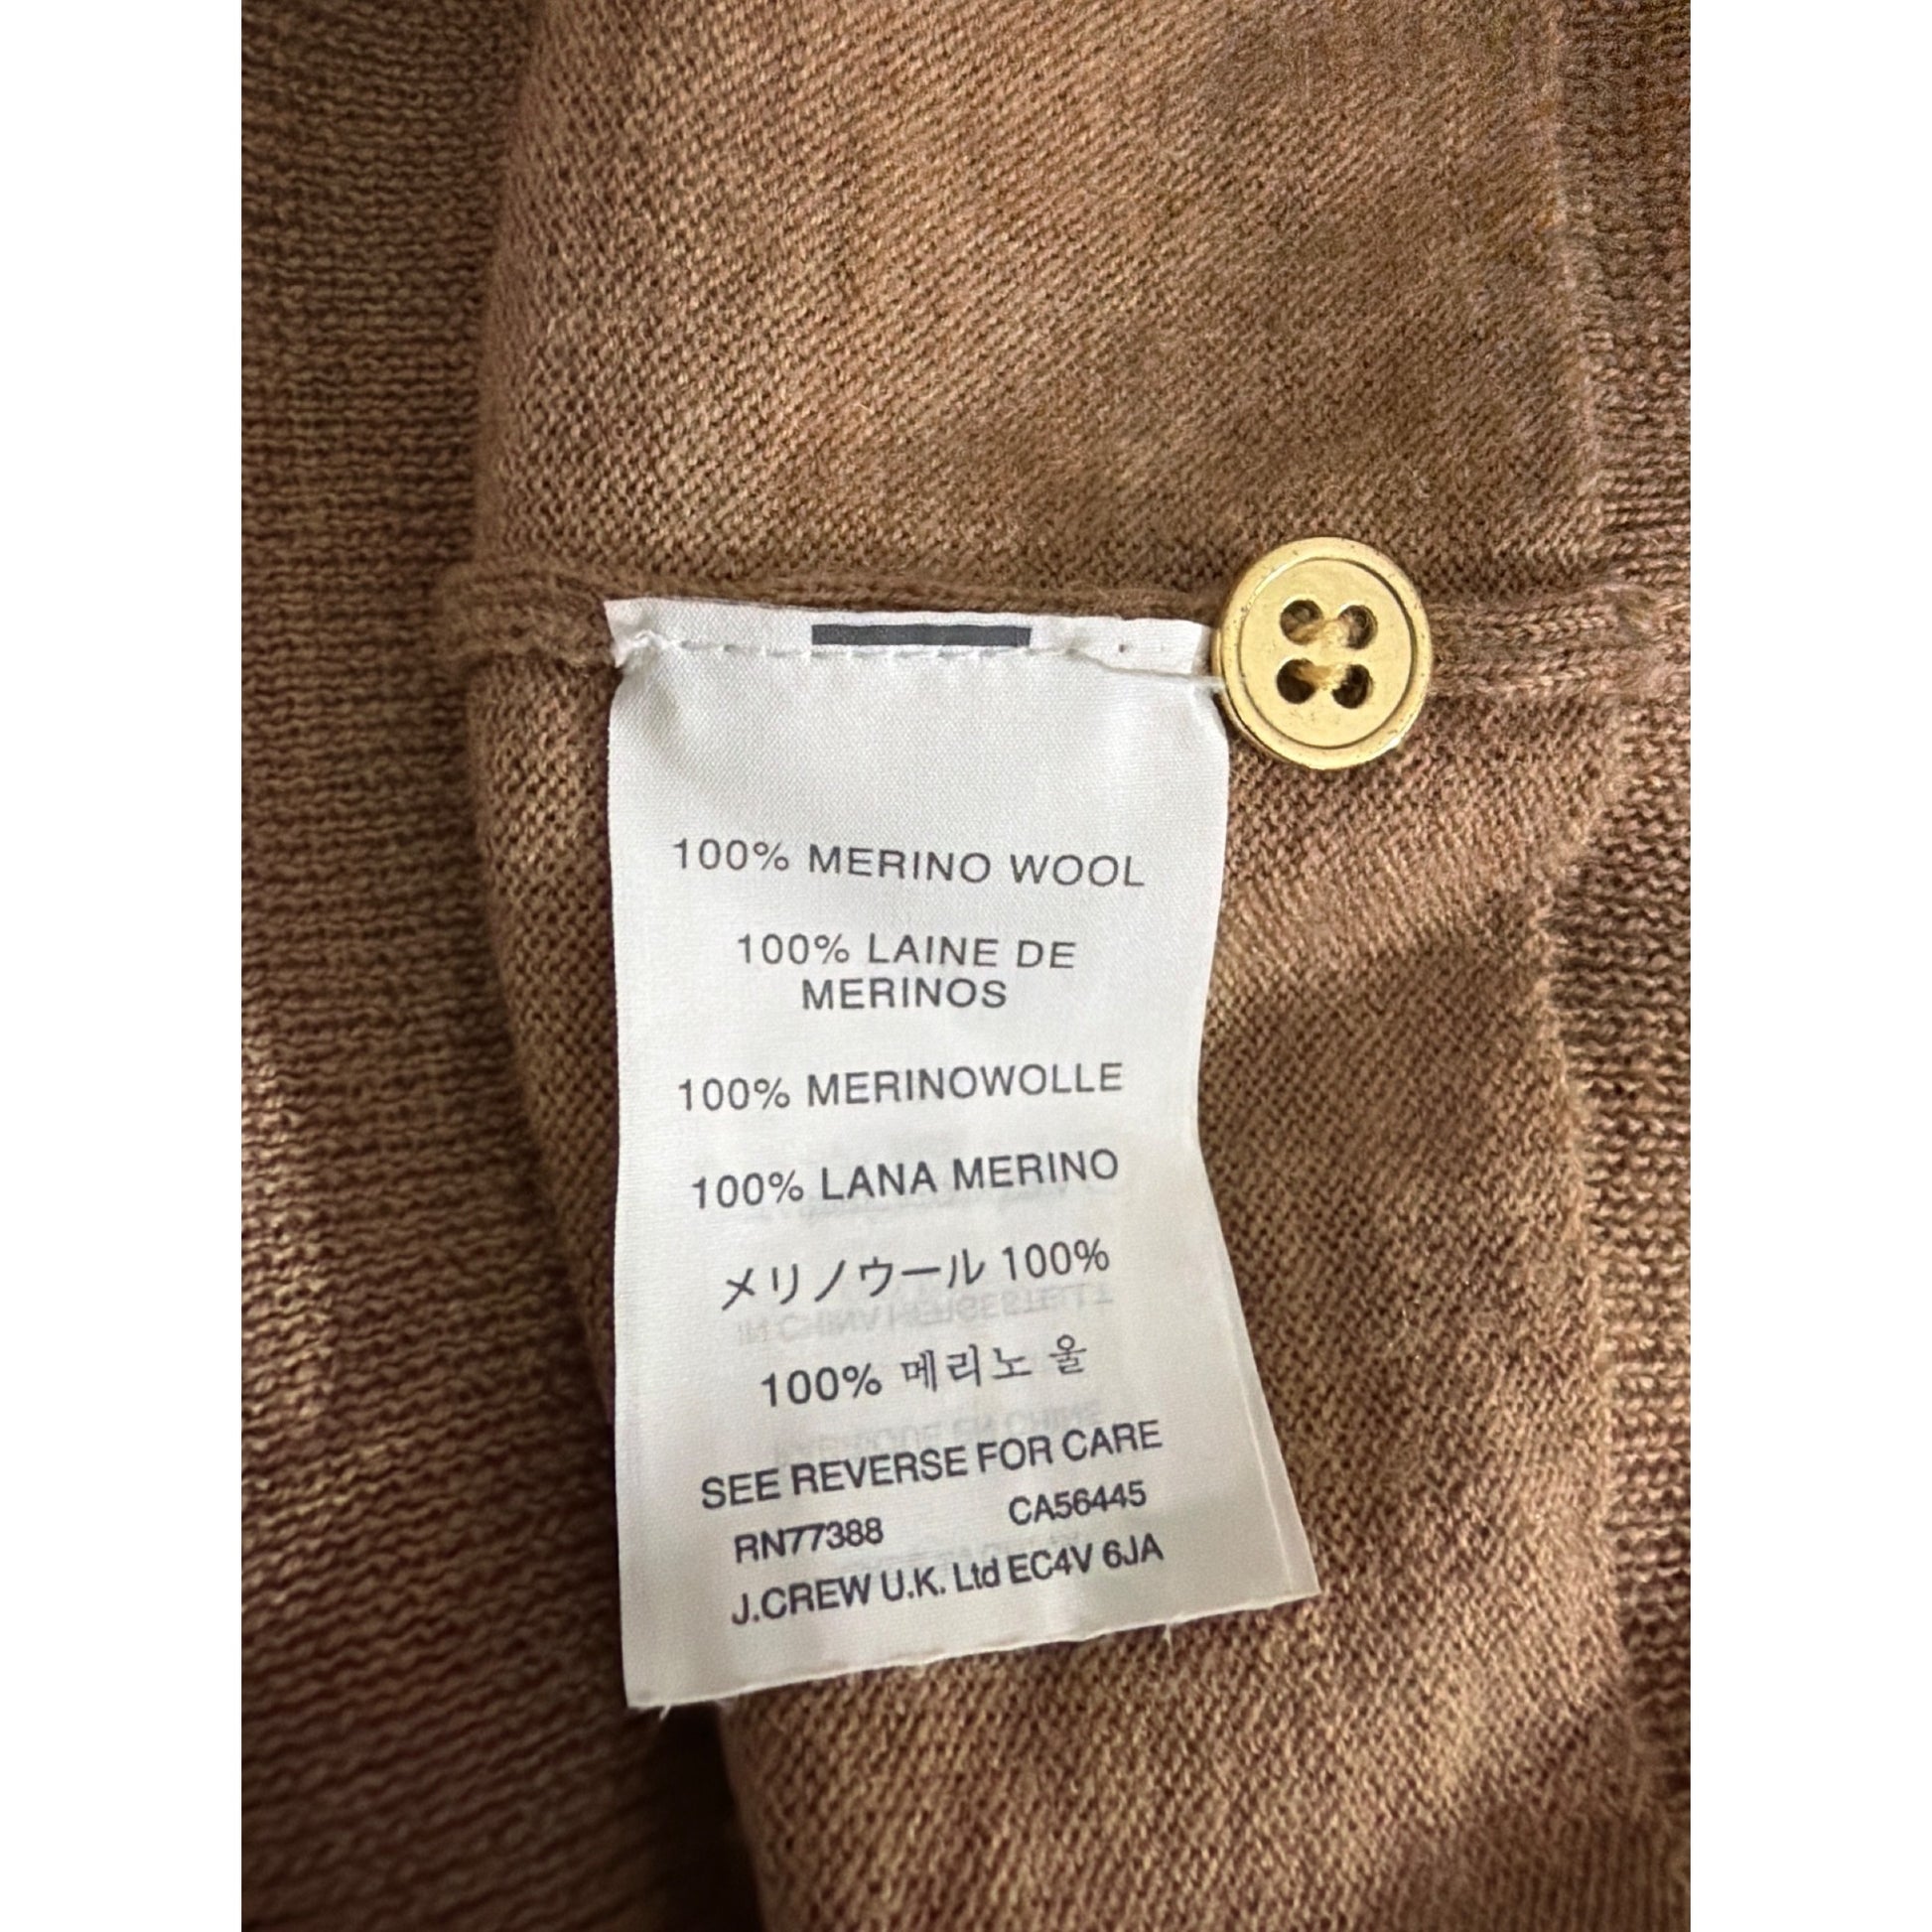 100% MERINO WOOL
100% LAINE DE
MERINOS
100% MERINOWOLLE
100% LANA MERINO
メリノウール 100%
100% 메리노 울
SEE REVERSE FOR CARE
RN77388 CA56445
J.CREW U.K. Ltd EC4V 6JA